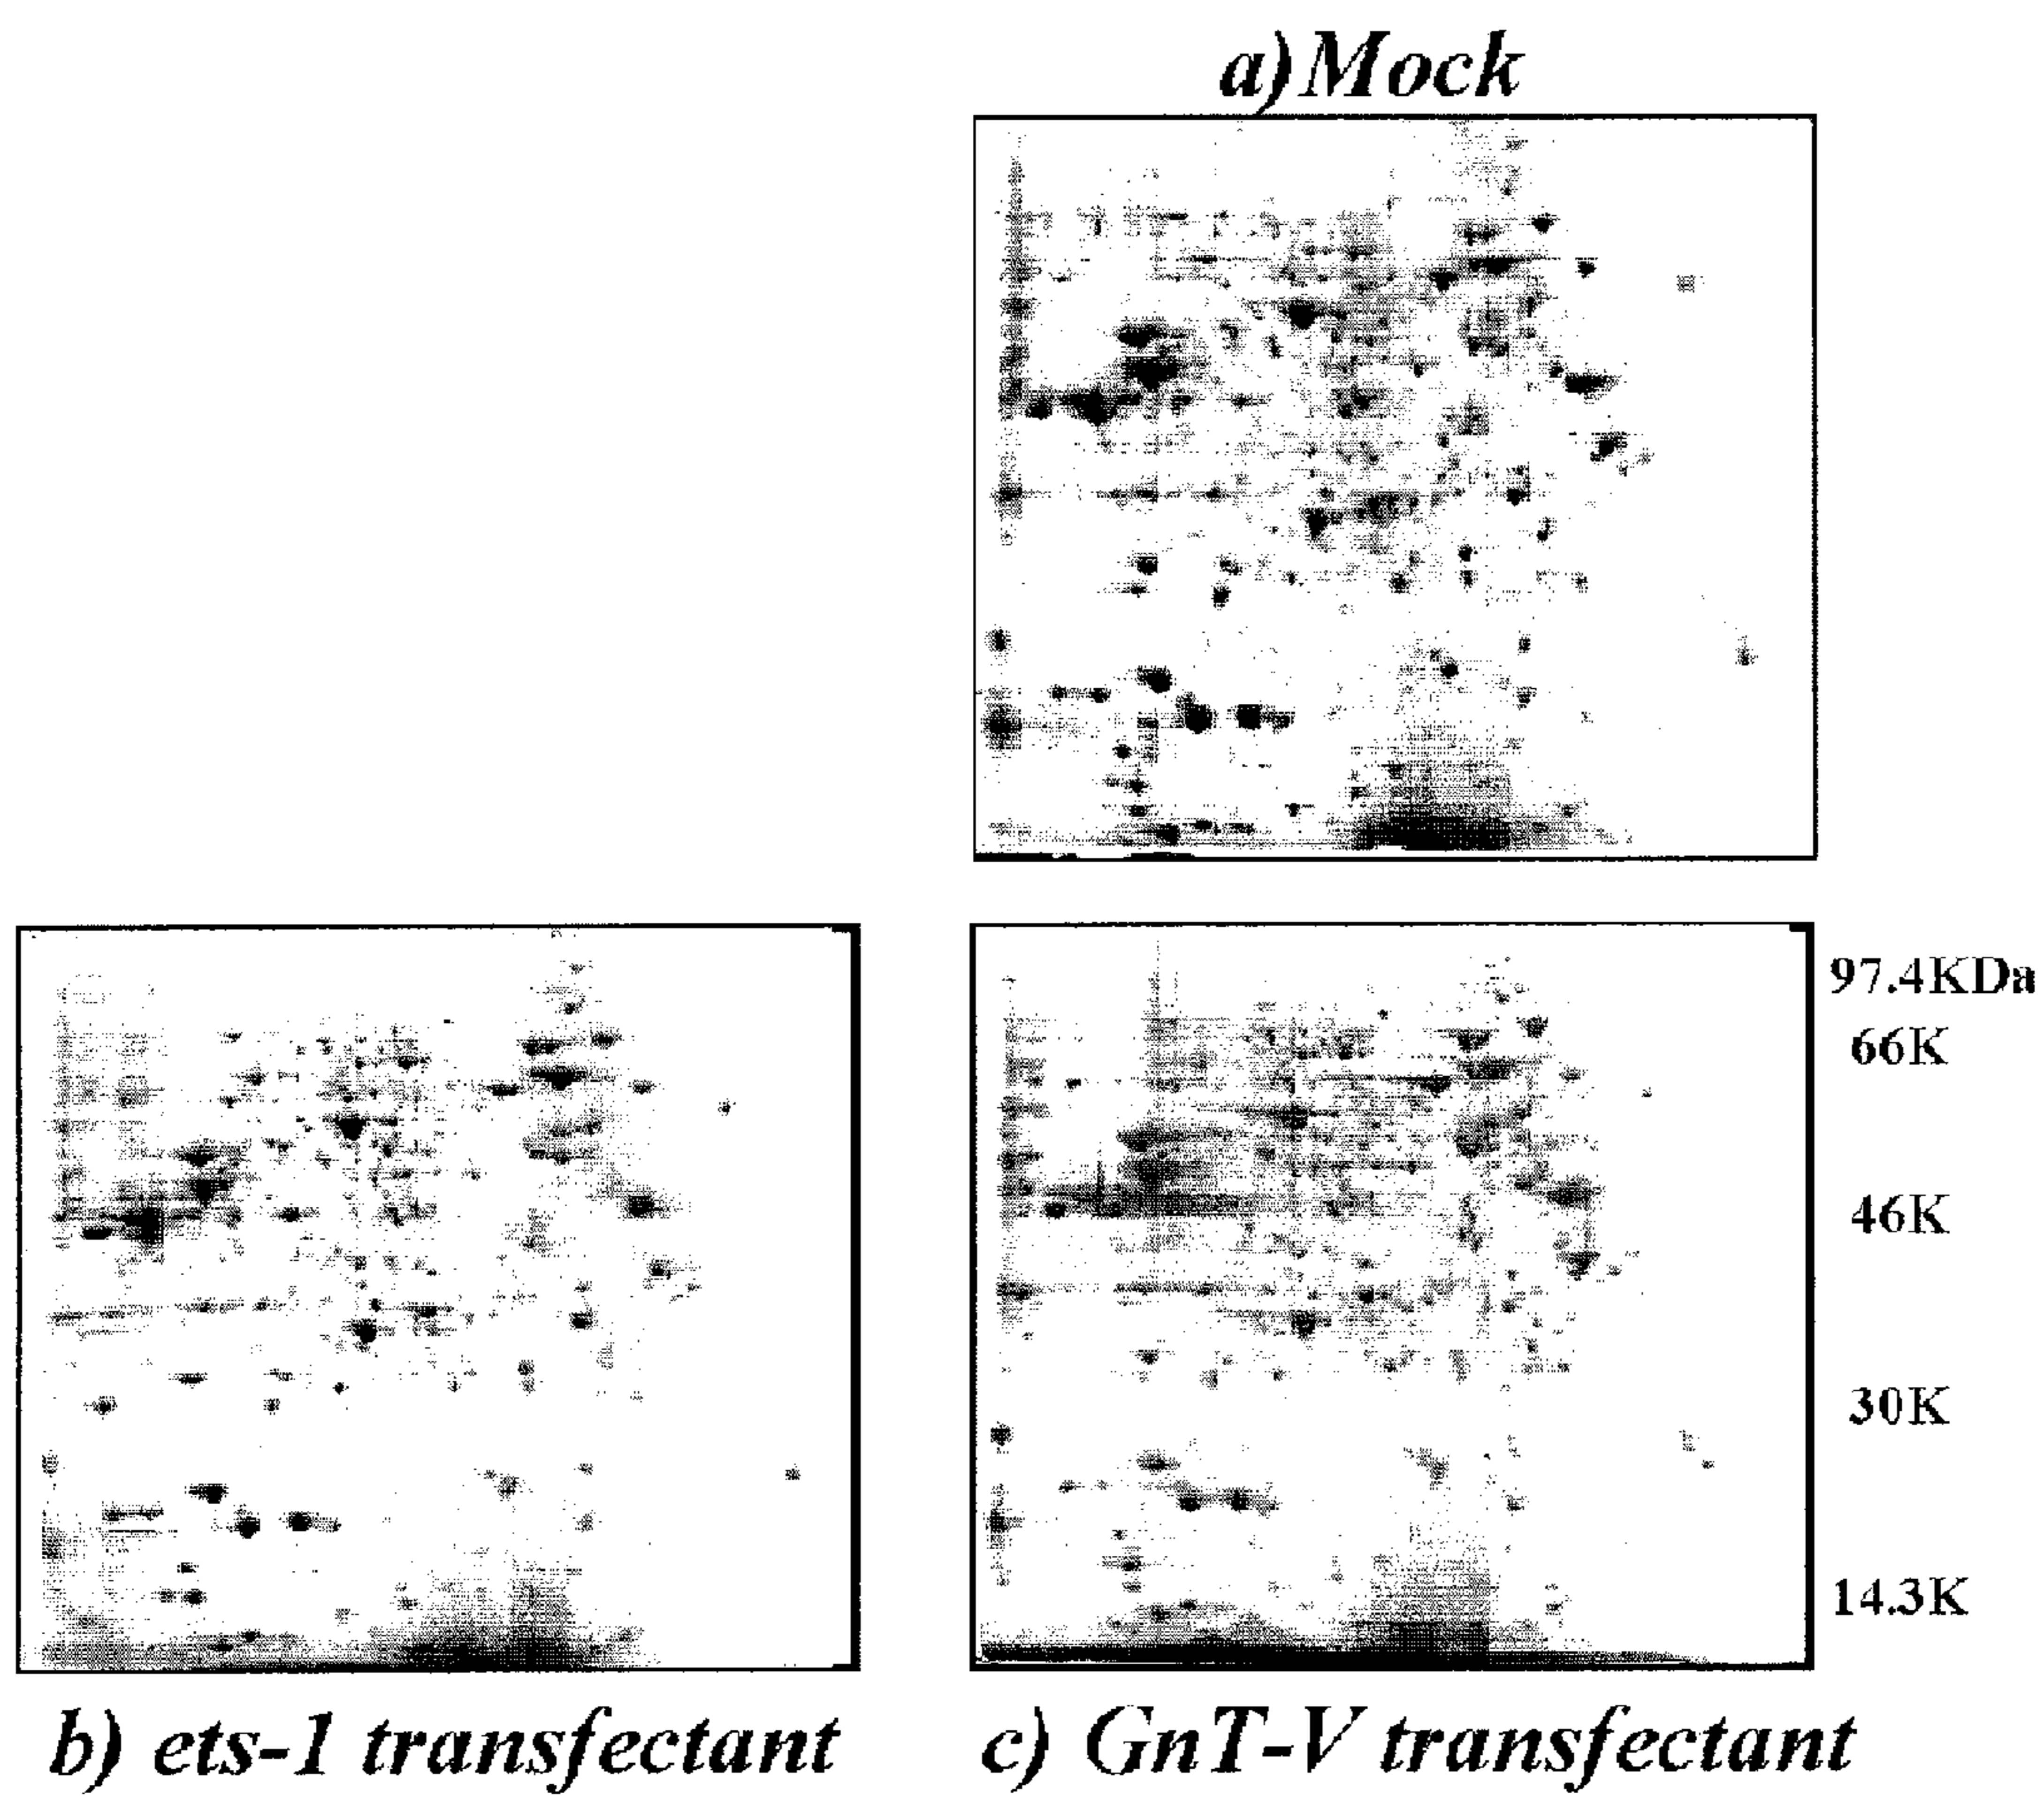 a)Mock
97.4KDa
66K
46K
30K
14.3K
b) ets-1 transfectant
c) GnT-V transfectant